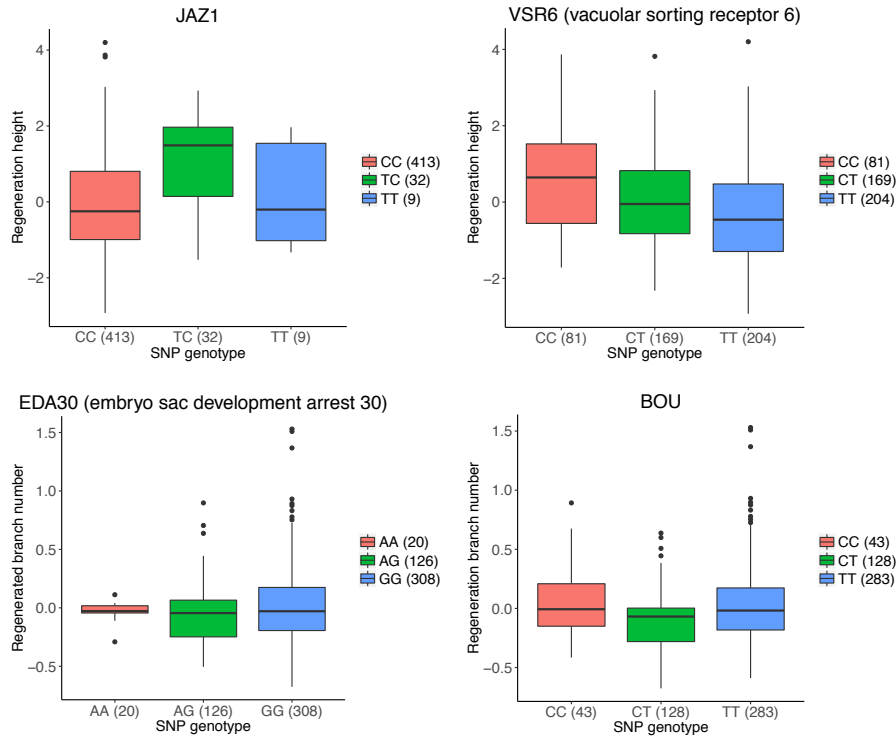 JAZ1
Regeneration height
4
2
0
−2
CC (413)
TC (32)
TT (9)
SNP genotype
CC (413)
TC (32)
TT (9)
VSR6 (vacuolar sorting receptor 6)
Regeneration height
4
2
0
−2
CC (81)
CT (169)
TT (204)
SNP genotype
CC (81)
CT (169)
TT (204)
EDA30 (embryo sac development arrest 30)
Regenerated branch number
1.5
1.0
0.5
0.0
−0.5
AA (20) AG (126) GG (308)
SNP genotype
AA (20)
AG (126)
GG (308)
BOU
Regeneration branch number
1.5
1.0
0.5
0.0
−0.5
CC (43)
CT (128)
TT (283)
SNP genotype
CC (43)
CT (128)
TT (283)